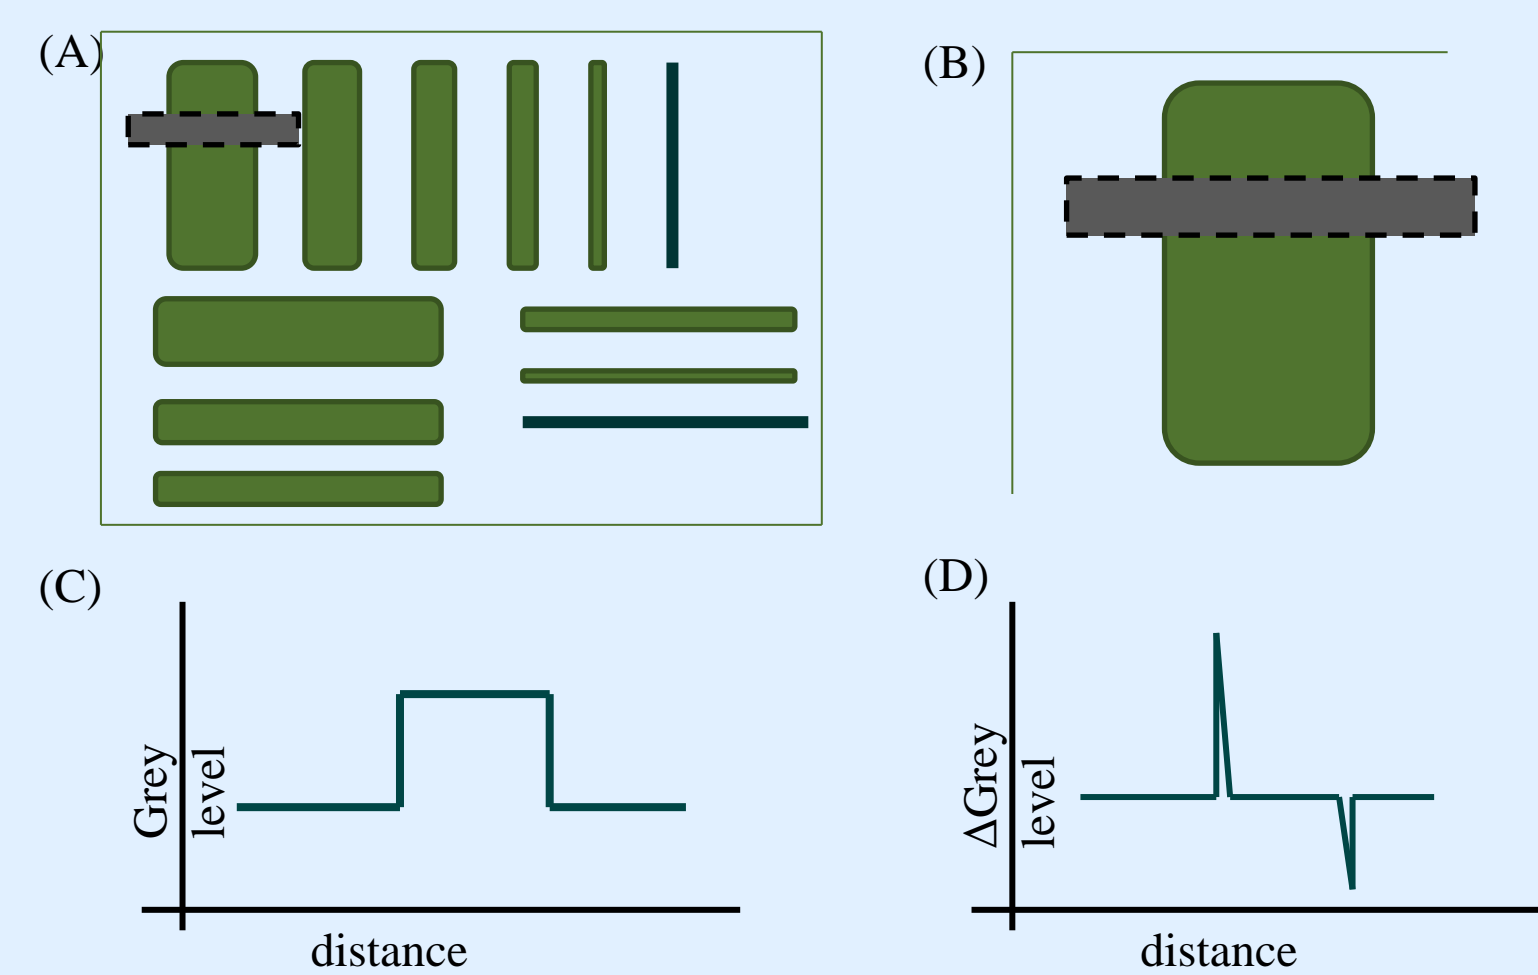 (A)
(B)
(C)
Grey
level
distance
(D)
ΔGrey
level
distance